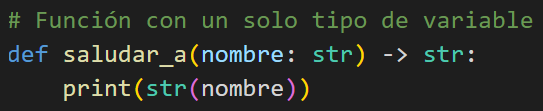 # Función con un solo tipo de variable
def saludar_a(nombre: str) -> str:
    print(str(nombre))